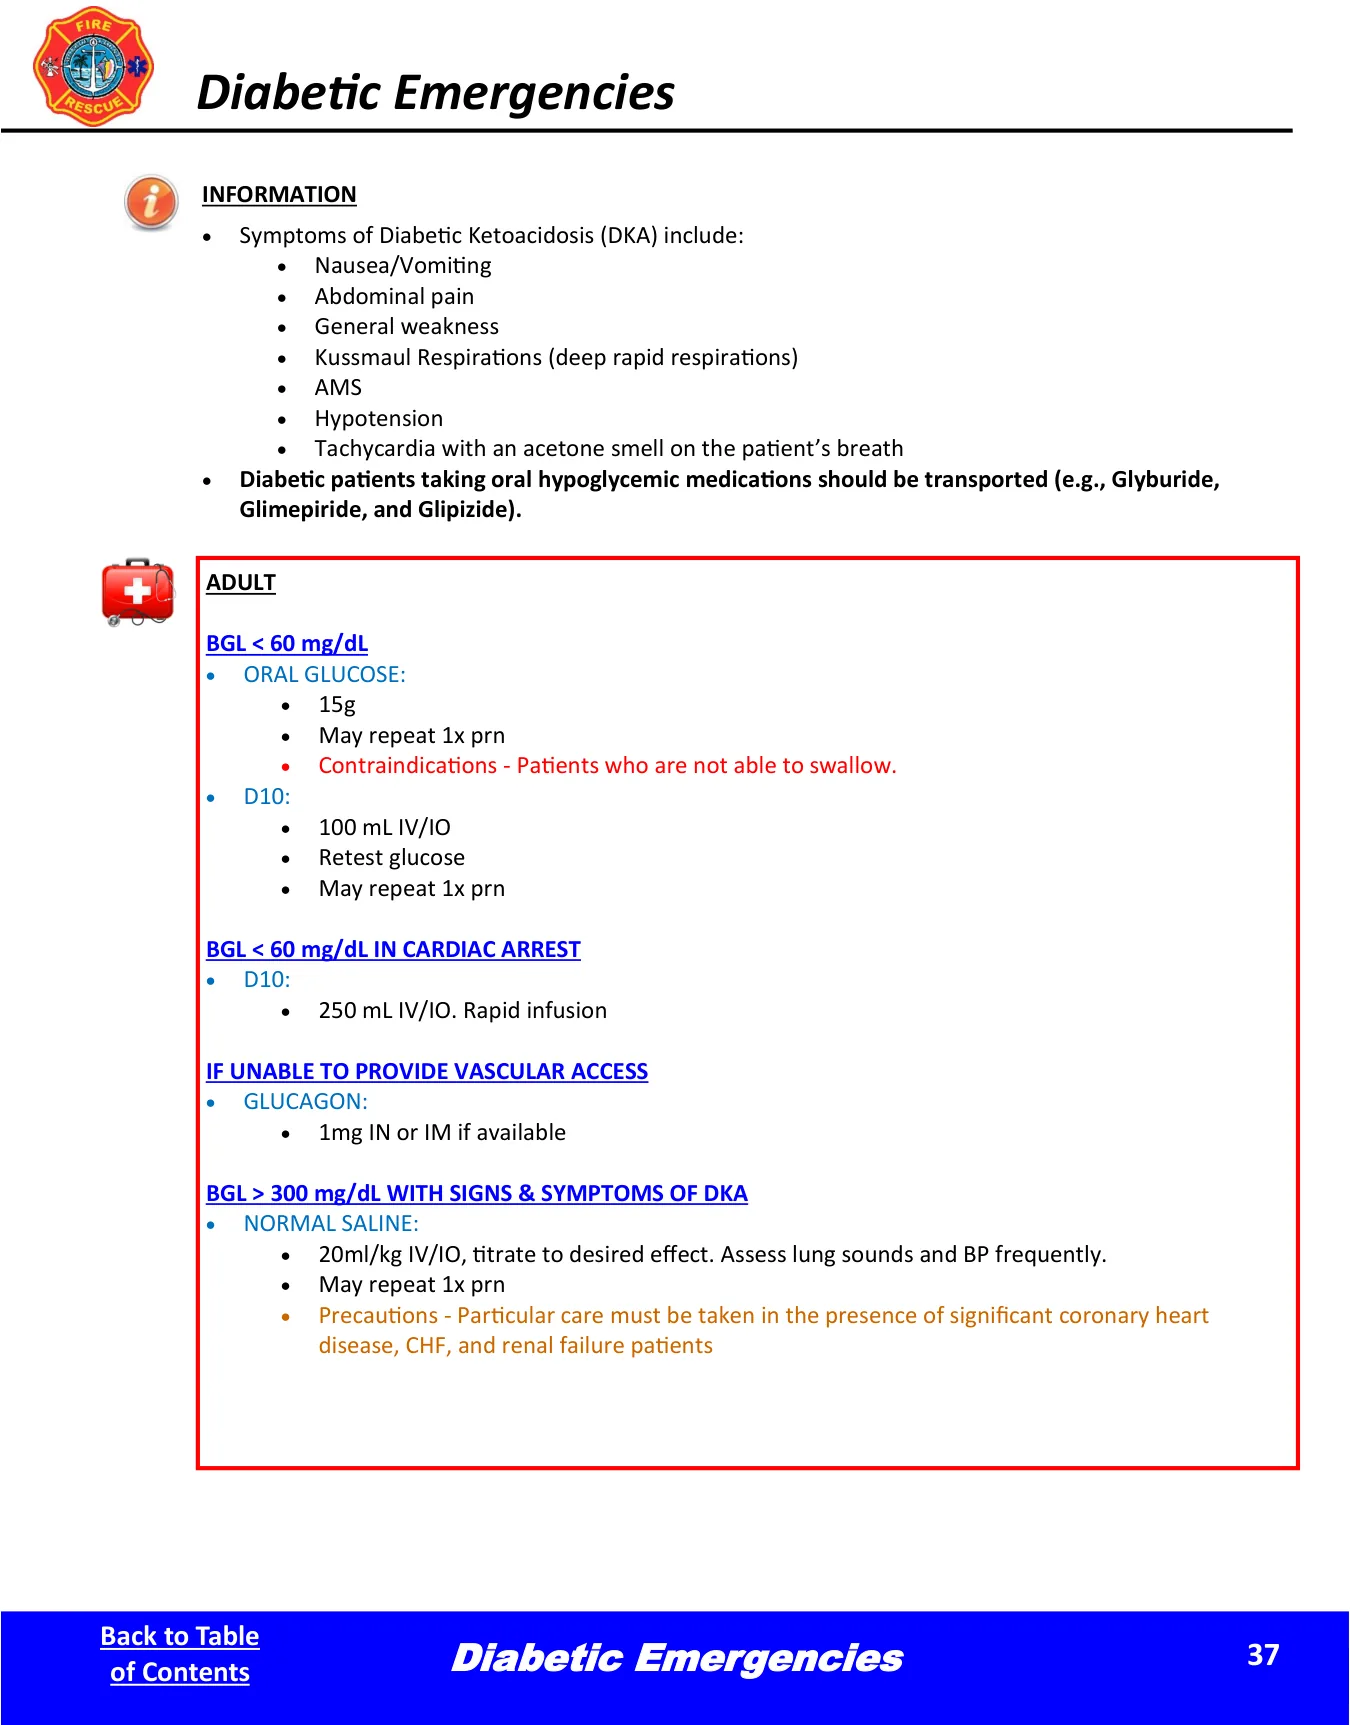 FIRE
RESCUE
Diabetic Emergencies
INFORMATION
• Symptoms of Diabetic Ketoacidosis (DKA) include:
• Nausea/Vomiting
• Abdominal pain
• General weakness
• Kussmaul Respirations (deep rapid respirations)
• AMS
• Hypotension
• Tachycardia with an acetone smell on the patient’s breath
• Diabetic patients taking oral hypoglycemic medications should be transported (e.g., Glyburide,
Glimepiride, and Glipizide).
ADULT
BGL < 60 mg/dL
• ORAL GLUCOSE:
• 15g
• May repeat 1x prn
• Contraindications - Patients who are not able to swallow.
• D10:
• 100 mL IV/IO
• Retest glucose
• May repeat 1x prn
BGL < 60 mg/dL IN CARDIAC ARREST
• D10:
• 250 mL IV/IO. Rapid infusion
IF UNABLE TO PROVIDE VASCULAR ACCESS
• GLUCAGON:
• 1mg IN or IM if available
BGL > 300 mg/dL WITH SIGNS & SYMPTOMS OF DKA
• NORMAL SALINE:
• 20ml/kg IV/IO, titrate to desired effect. Assess lung sounds and BP frequently.
• May repeat 1x prn
• Precautions - Particular care must be taken in the presence of significant coronary heart
disease, CHF, and renal failure patients
Back to Table
of Contents
Diabetic Emergencies
37